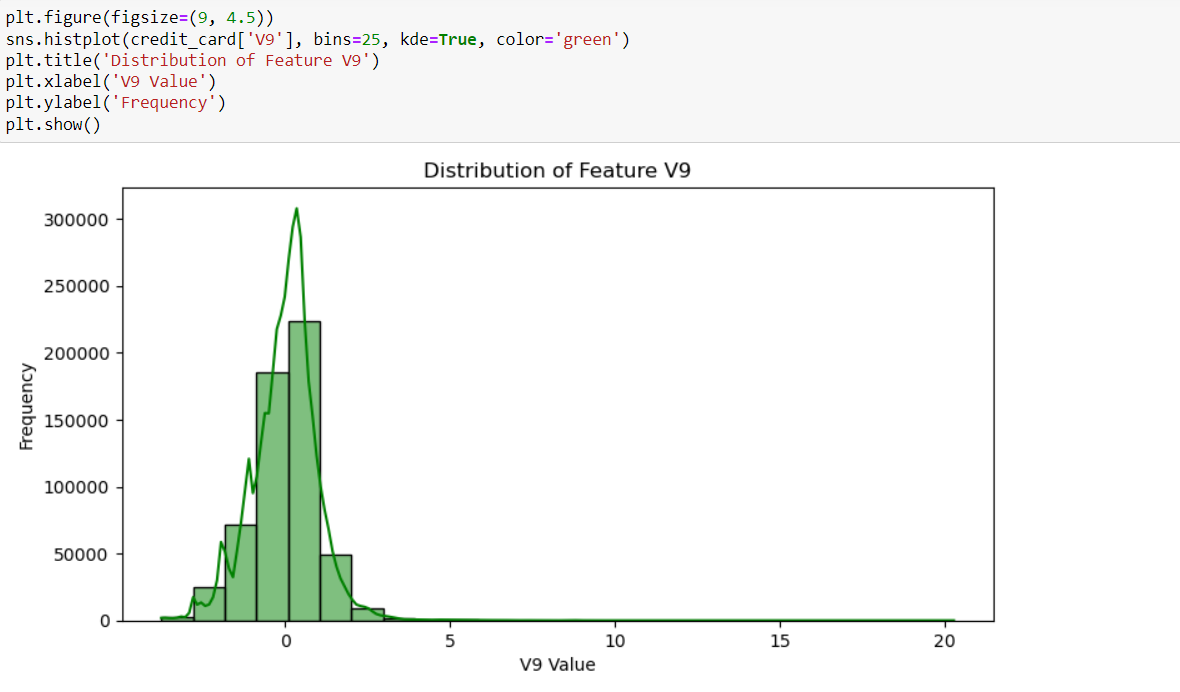 plt.figure(figsize=(9, 4.5))
sns.histplot(credit_card['V9'], bins=25, kde=True, color='green')
plt.title('Distribution of Feature V9')
plt.xlabel('V9 Value')
plt.ylabel('Frequency')
plt.show()
Distribution of Feature V9
300000
250000
200000
150000
100000
50000
0
Frequency
0 5 10 15 20
V9 Value